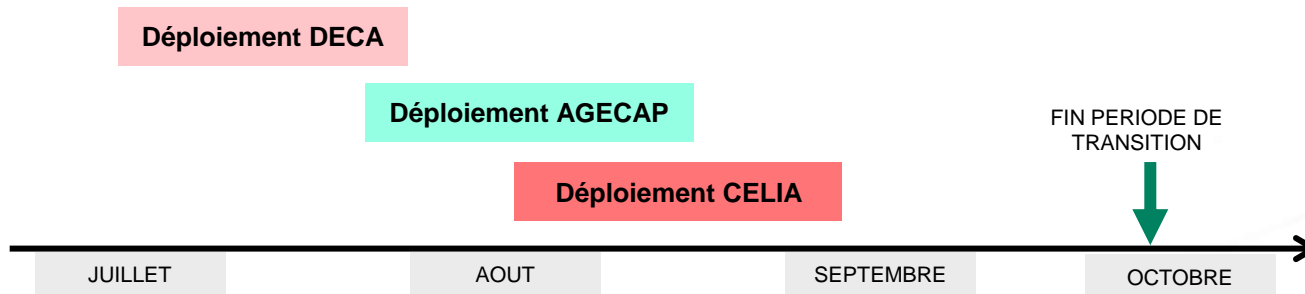 Déploiement DECA
Déploiement AGECAP
Déploiement CELIA
FIN PERIODE DE
TRANSITION
JUILLET
AOUT
SEPTEMBRE
OCTOBRE